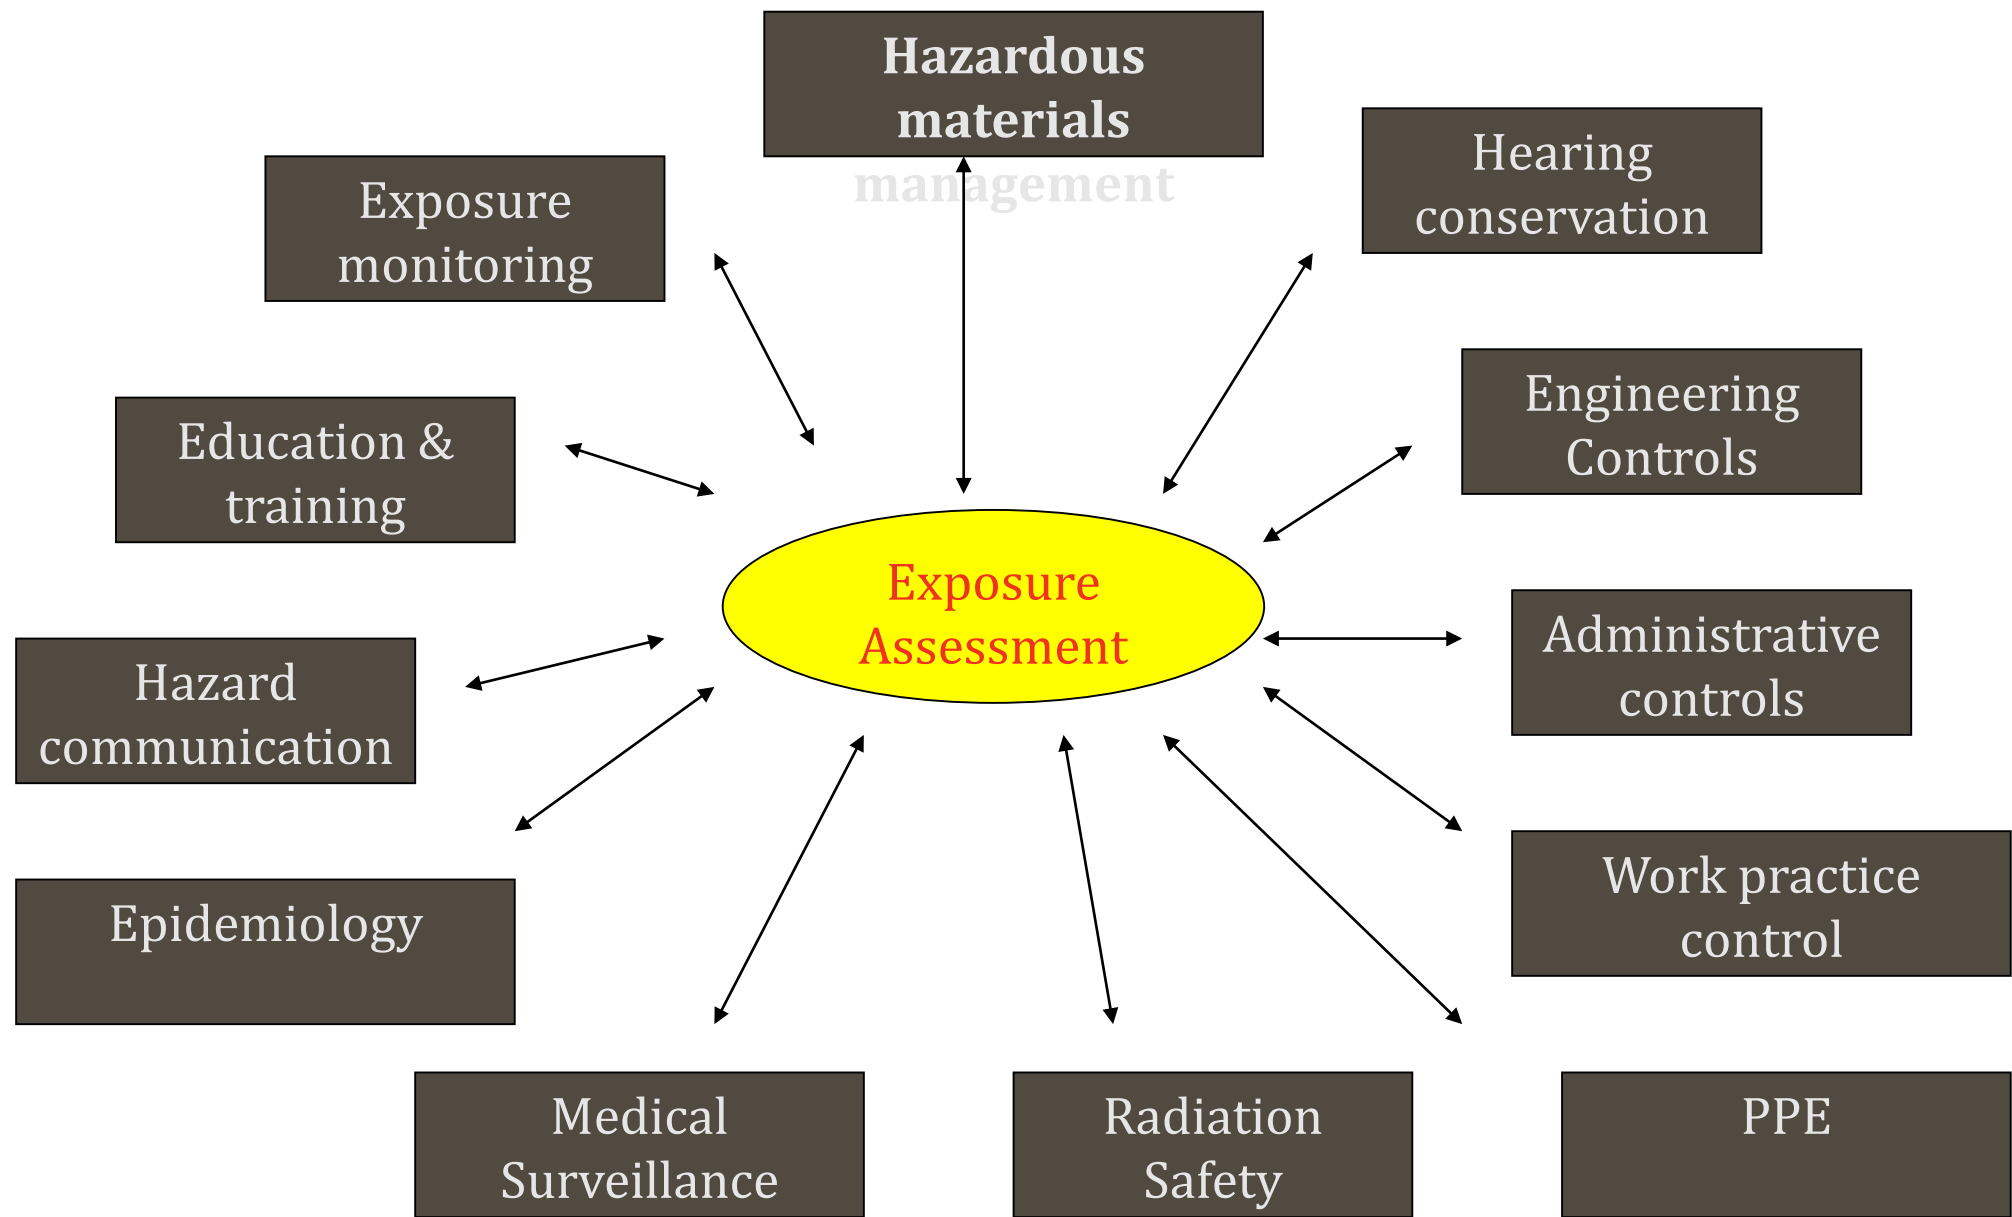 Hazardous
materials
management
Hearing
conservation
Exposure
monitoring
Engineering
Controls
Education &
training
Exposure
Assessment
Administrative
controls
Hazard
communication
Work practice
control
Epidemiology
Medical
Surveillance
Radiation
Safety
PPE